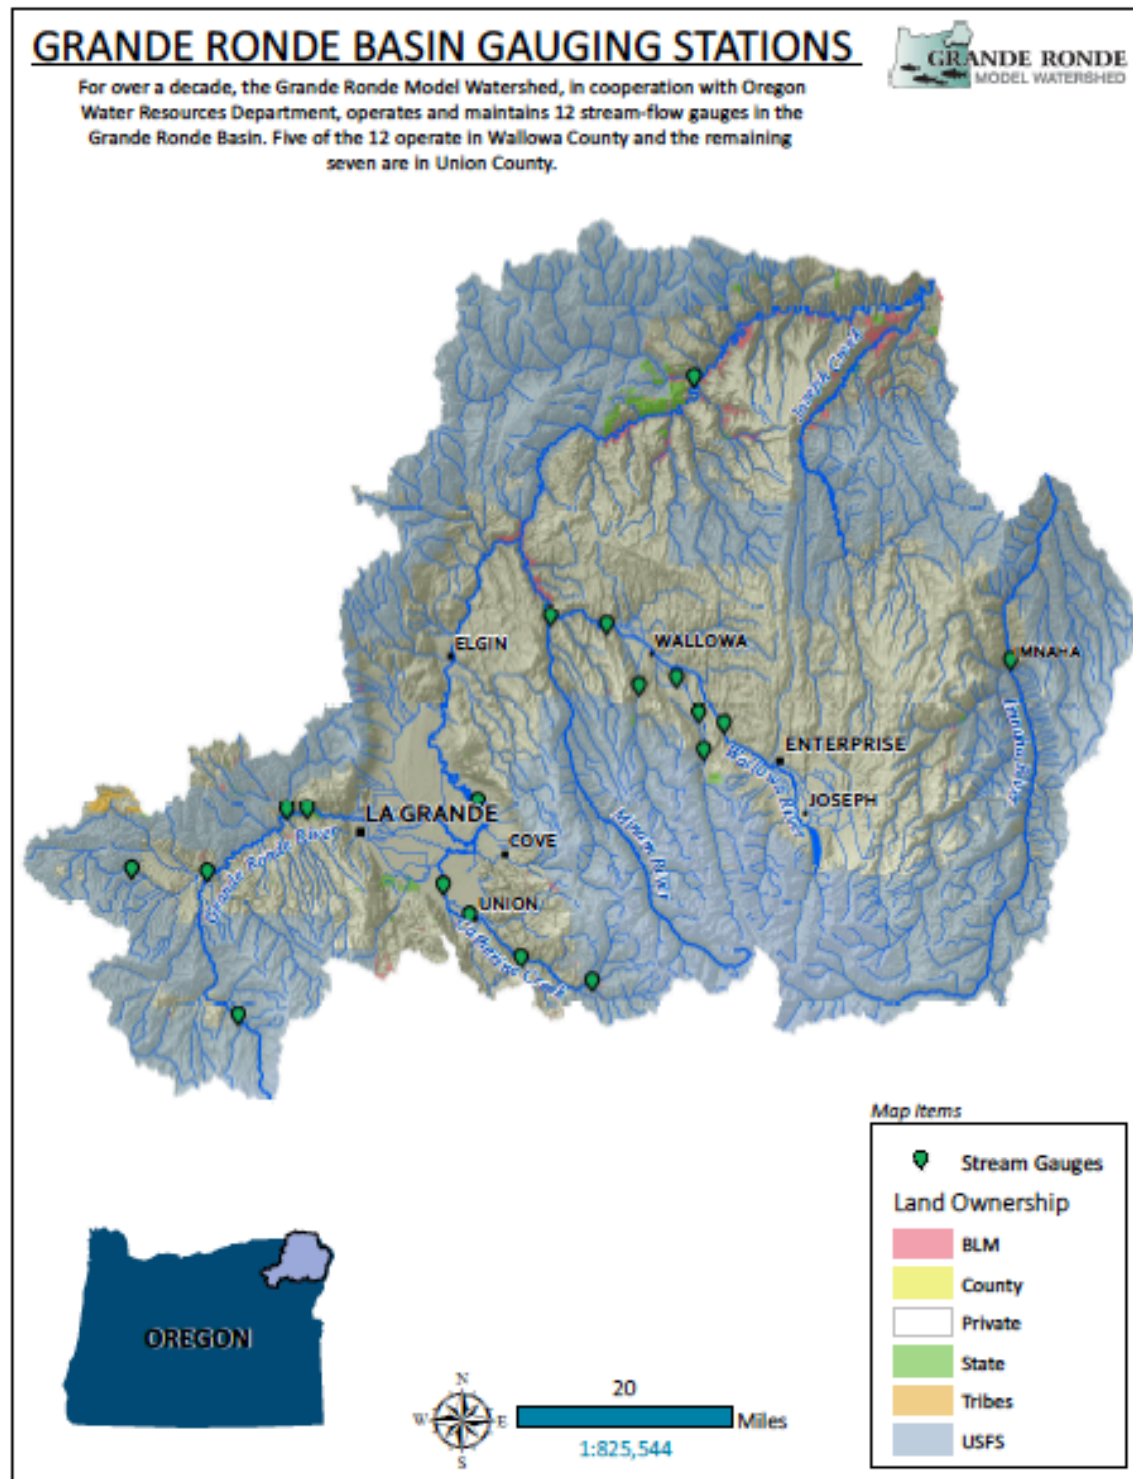 GRANDE RONDE BASIN GAUGING STATIONS
GRANDE RONDE
MODEL WATERSHED
For over a decade, the Grande Ronde Model Watershed, in cooperation with Oregon
Water Resources Department, operates and maintains 12 stream-flow gauges in the
Grande Ronde Basin. Five of the 12 operate in Wallowa County and the remaining
seven are in Union County.
Joseph Creek
ELGIN
WALLOWA
IMNAHA
Imnaha River
ENTERPRISE
Wallowa River
JOSEPH
LA GRANDE
Grande Ronde River
COVE
Minam River
UNION
Catherine Creek
Map Items
Stream Gauges
Land Ownership
BLM
County
Private
State
Tribes
USFS
OREGON
N
W
E
S
20
Miles
1:825,544